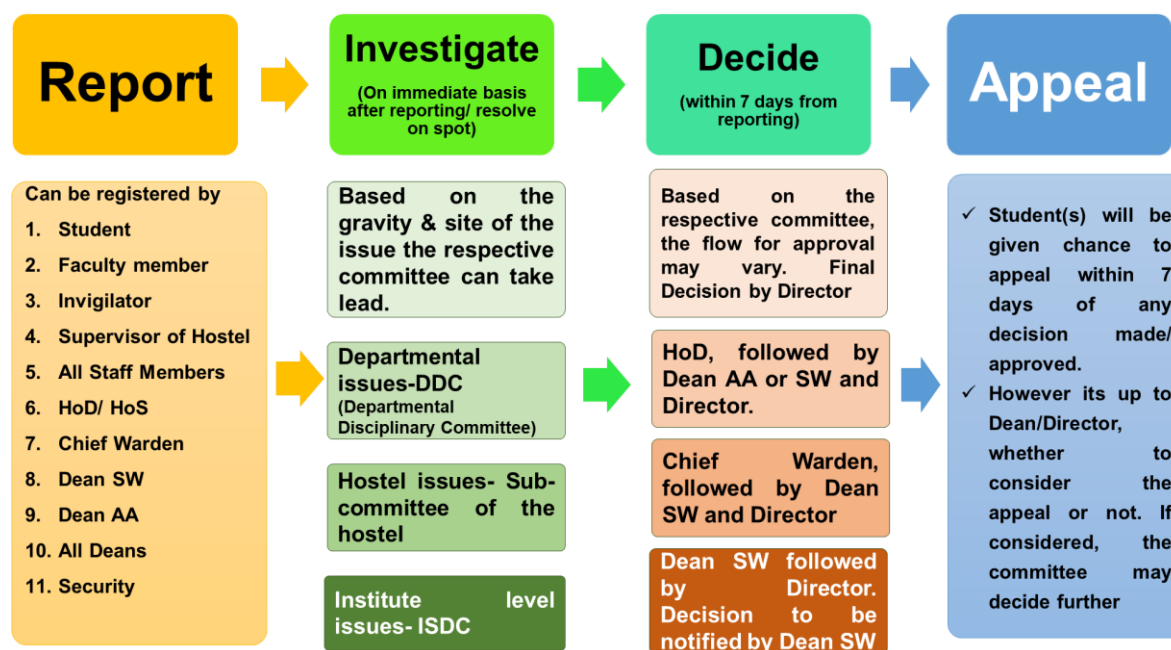 Report
Investigate
(On immediate basis
after reporting/ resolve
on spot)
Decide
(within 7 days from
reporting)
Appeal
Can be registered by
1. Student
2. Faculty member
3. Invigilator
4. Supervisor of Hostel
5. All Staff Members
6. HoD/ HoS
7. Chief Warden
8. Dean SW
9. Dean AA
10. All Deans
11. Security
Based on the
gravity & site of the
issue the respective
committee can take
lead.
Departmental
issues-DDC
(Departmental
Disciplinary Committee)
Hostel issues- Sub-
committee of the
hostel
Institute level
issues- ISDC
Based on the
respective committee,
the flow for approval
may vary. Final
Decision by Director
HoD, followed by
Dean AA or SW and
Director.
Chief Warden,
followed by Dean
SW and Director
Dean SW followed
by Director.
Decision to be
notified by Dean SW
✓ Student(s) will be
given chance to
appeal within 7
days of any
decision made/
approved.
✓ However its up to
Dean/Director,
whether to
consider the
appeal or not. If
considered, the
committee may
decide further